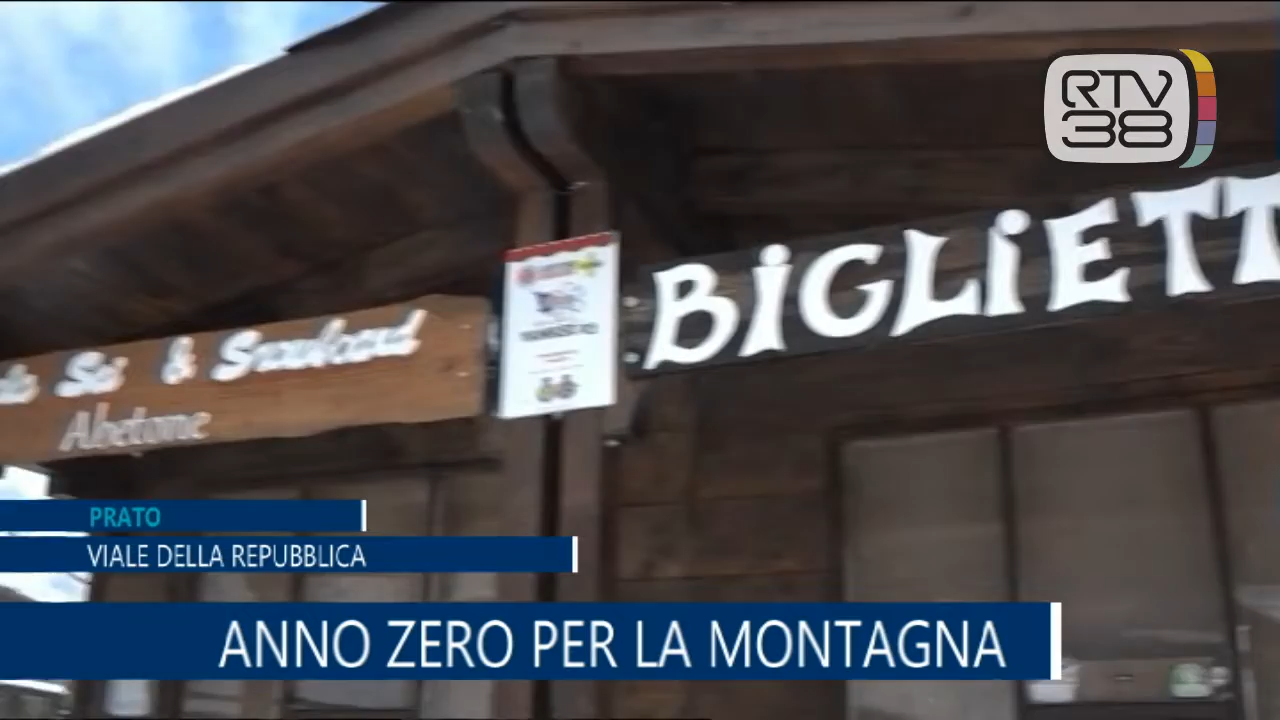 RTV
38
BiGLiETT
Sci & Snowboard
Abetone
PRATO
VIALE DELLA REPUBBLICA
ANNO ZERO PER LA MONTAGNA